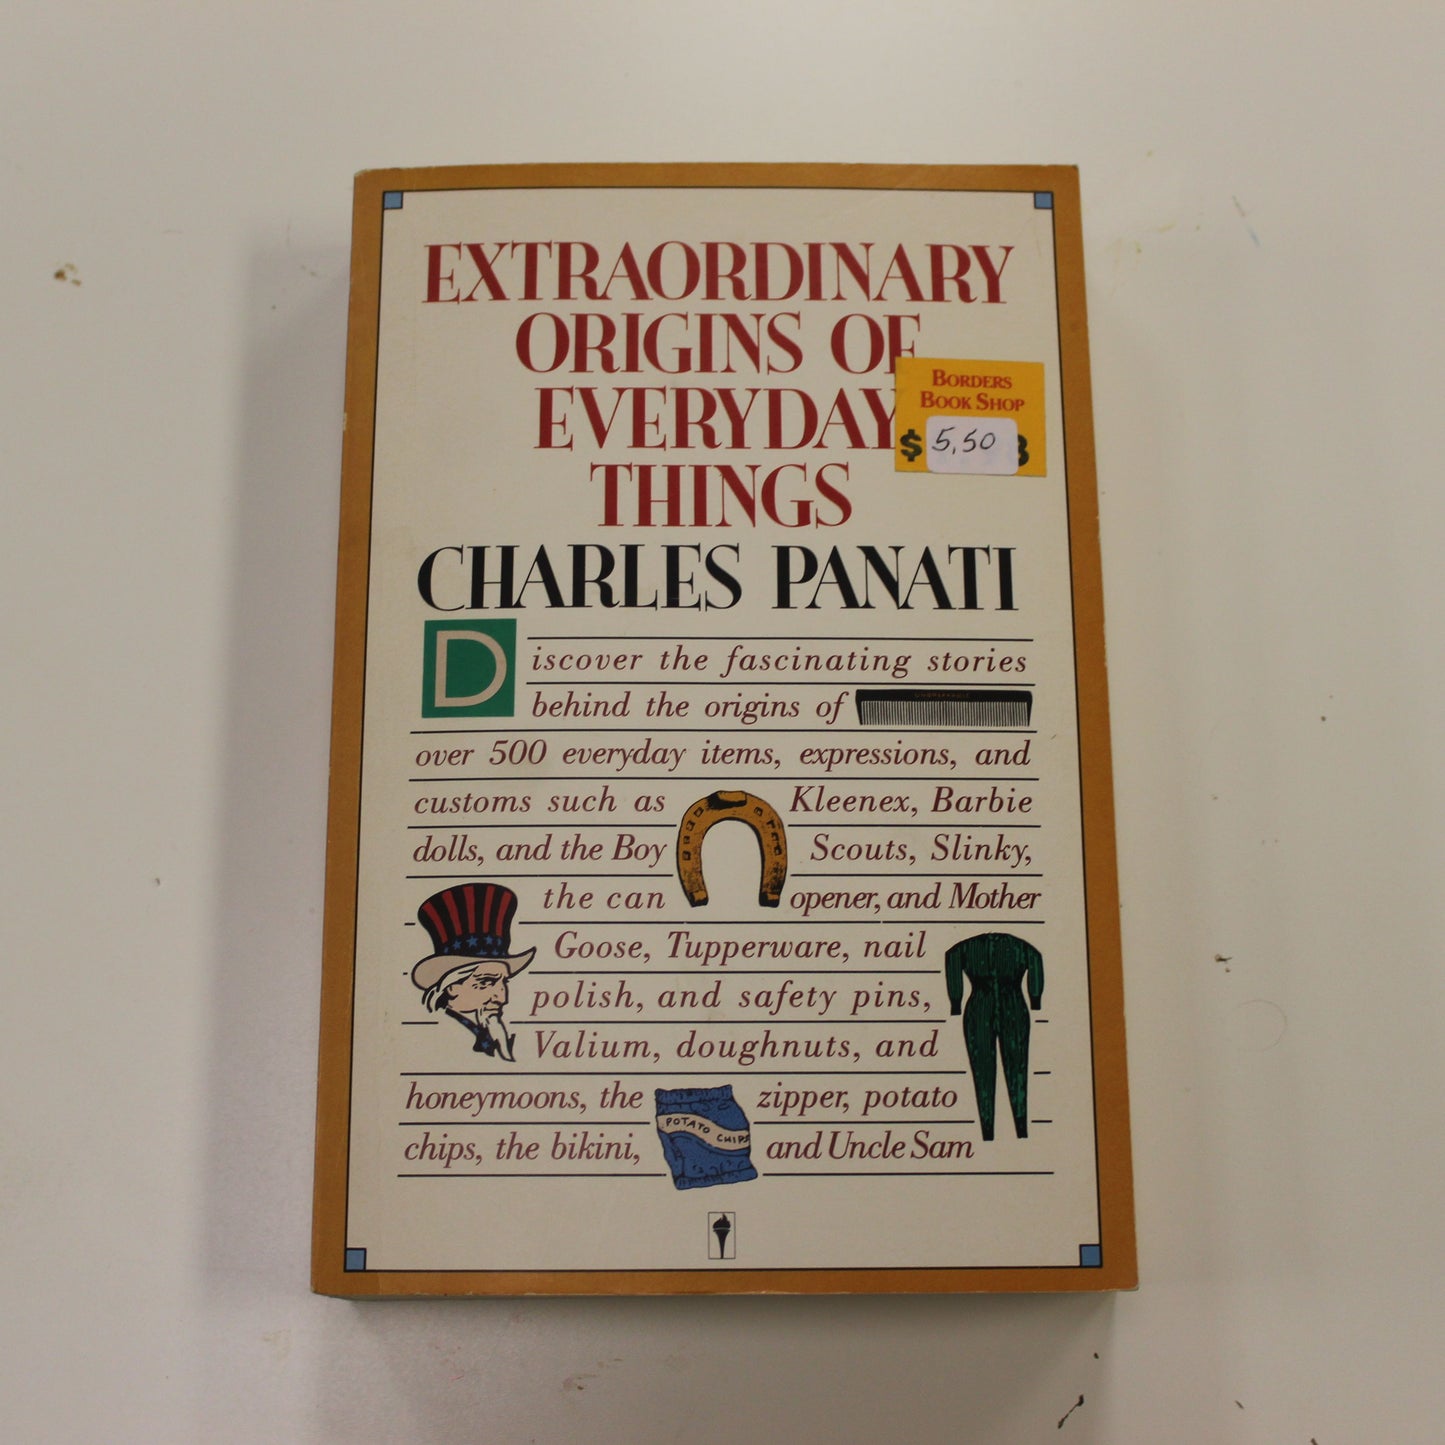 EXTRAORDINARY
ORIGINS OF
EVERYDAY
THINGS
BORDERS
BOOK SHOP
$ 5,50
CHARLES PANATI
Discover the fascinating stories
behind the origins of
UNBREAKABLE
over 500 everyday items, expressions, and
customs such as Kleenex, Barbie
dolls, and the Boy Scouts, Slinky,
the can opener, and Mother
Goose, Tupperware, nail
polish, and safety pins,
Valium, doughnuts, and
honeymoons, the zipper, potato
POTATO CHIPS
chips, the bikini, and Uncle Sam